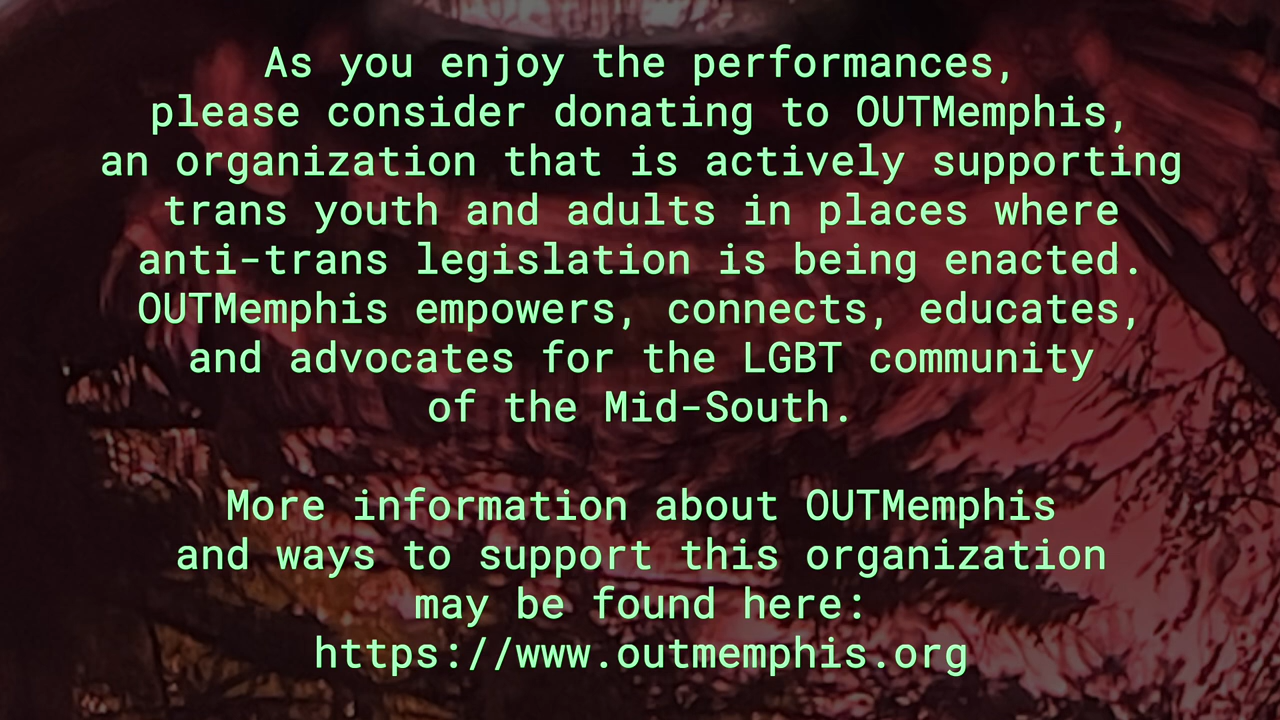 As you enjoy the performances,
please consider donating to OUTMemphis,
an organization that is actively supporting
trans youth and adults in places where
anti-trans legislation is being enacted.
OUTMemphis empowers, connects, educates,
and advocates for the LGBT community
of the Mid-South.
More information about OUTMemphis
and ways to support this organization
may be found here:
https://www.outmemphis.org